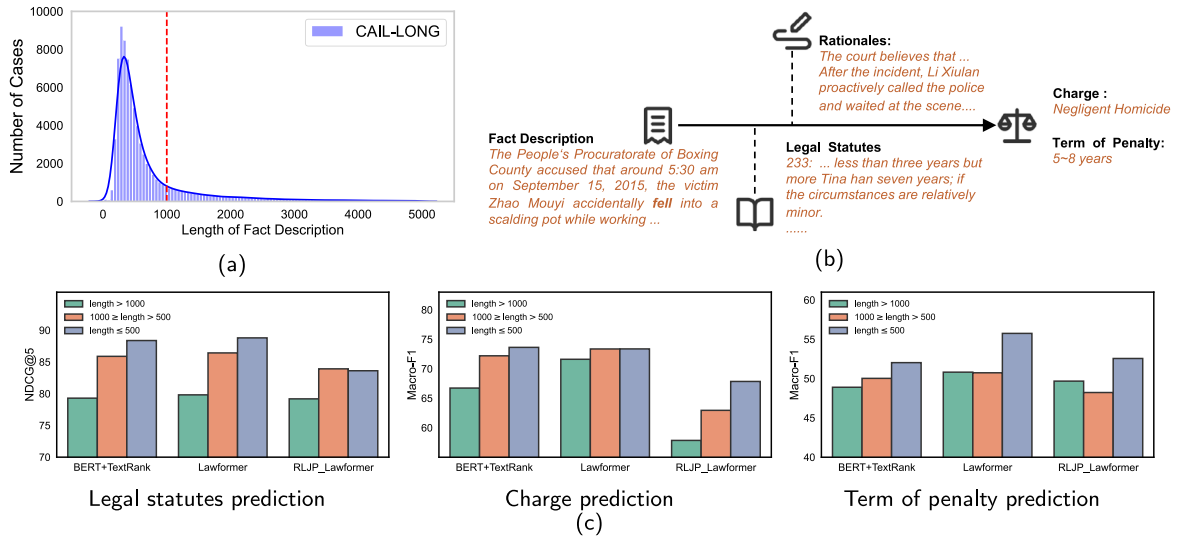 10000
8000
6000
4000
2000
0
Number of Cases
CAIL-LONG
0 1000 2000 3000 4000 5000
Length of Fact Description
(a)
Rationales:
The court believes that ...
After the incident, Li Xiulan
proactively called the police
and waited at the scene....
Charge :
Negligent Homicide
Term of Penalty:
5~8 years
Fact Description
The People's Procuratorate of Boxing
County accused that around 5:30 am
on September 15, 2015, the victim
Zhao Mouyi accidentally fell into a
scalding pot while working ...
Legal Statutes
233: ... less than three years but
more Tina han seven years; if
the circumstances are relatively
minor.
......
(b)
length > 1000
1000 ≥ length > 500
length ≤ 500
NDCG@5
90
85
80
75
70
BERT+TextRank Lawformer RLJP_Lawformer
Legal statutes prediction
length > 1000
1000 ≥ length > 500
length ≤ 500
Macro-F1
80
75
70
65
60
BERT+TextRank Lawformer RLJP_Lawformer
Charge prediction
length > 1000
1000 ≥ length > 500
length ≤ 500
Macro-F1
60
55
50
45
40
BERT+TextRank Lawformer RLJP_Lawformer
Term of penalty prediction
(c)